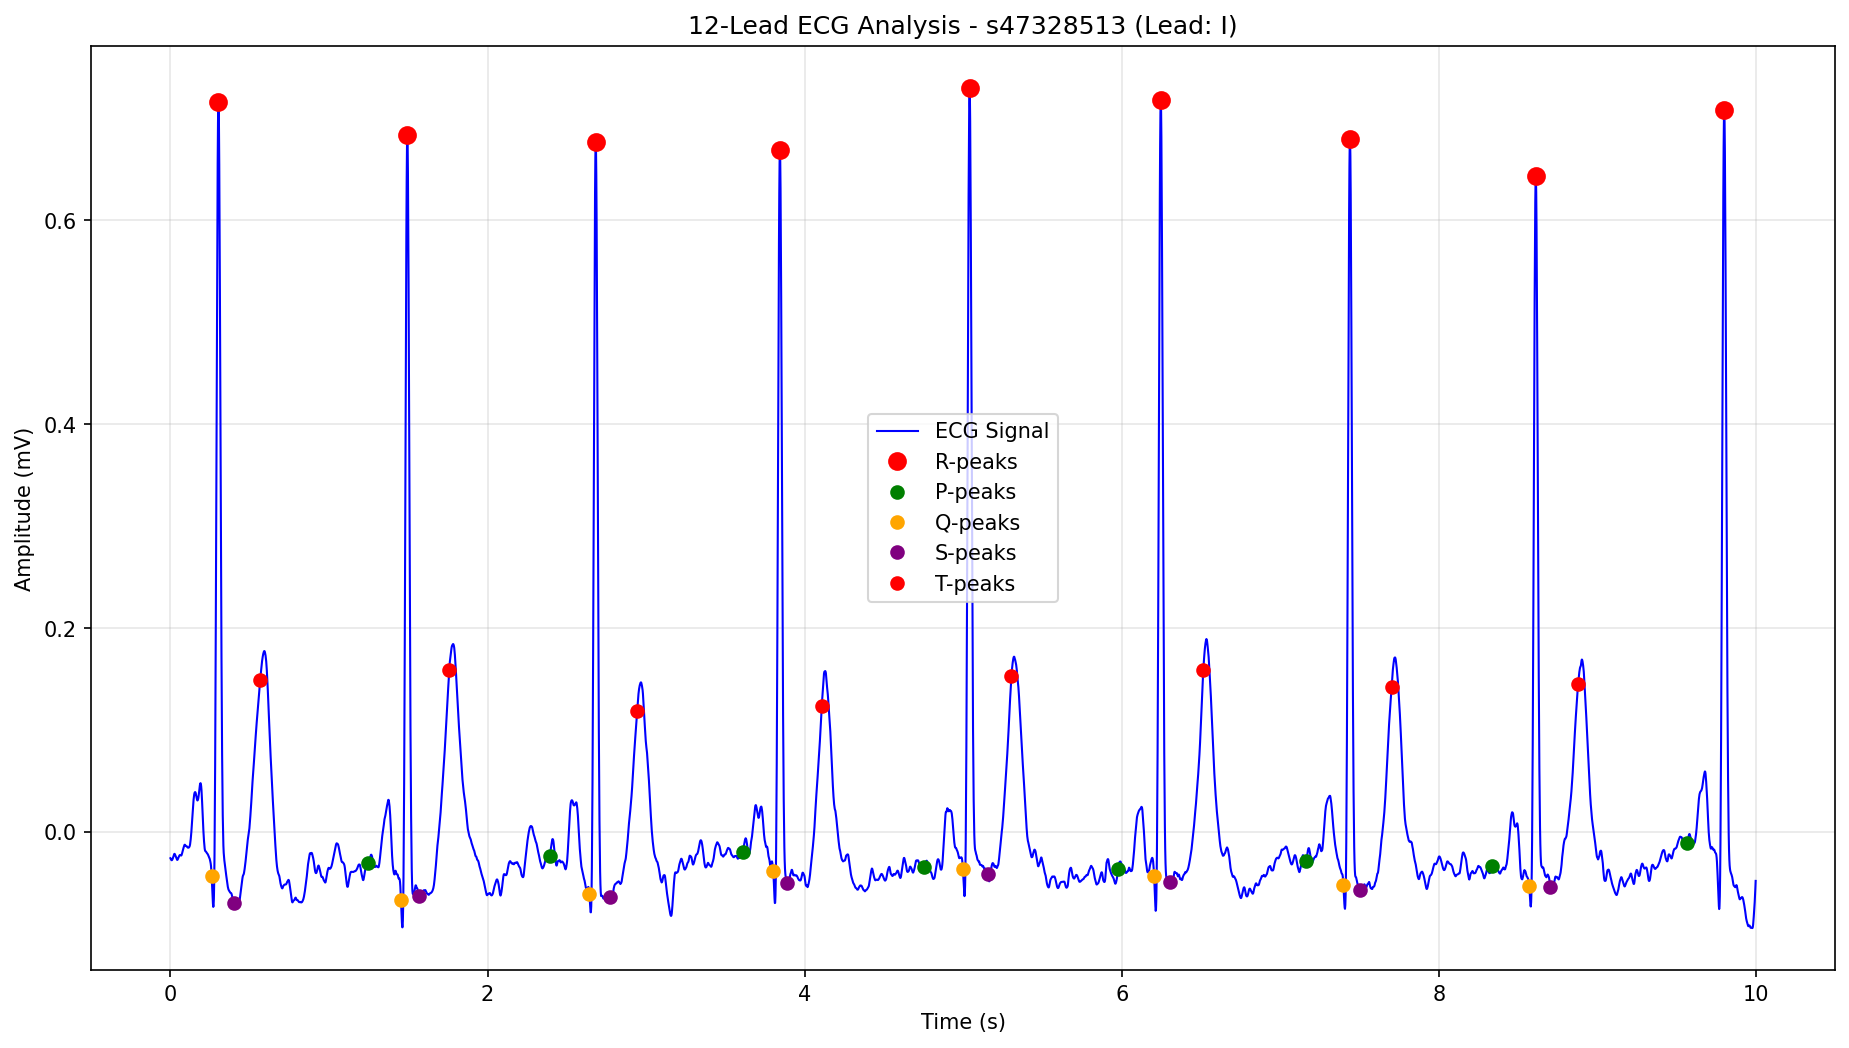 12-Lead ECG Analysis - s47328513 (Lead: I)
Amplitude (mV)
0.6
0.4
0.2
0.0
ECG Signal
R-peaks
P-peaks
Q-peaks
S-peaks
T-peaks
0 2 4 6 8 10
Time (s)